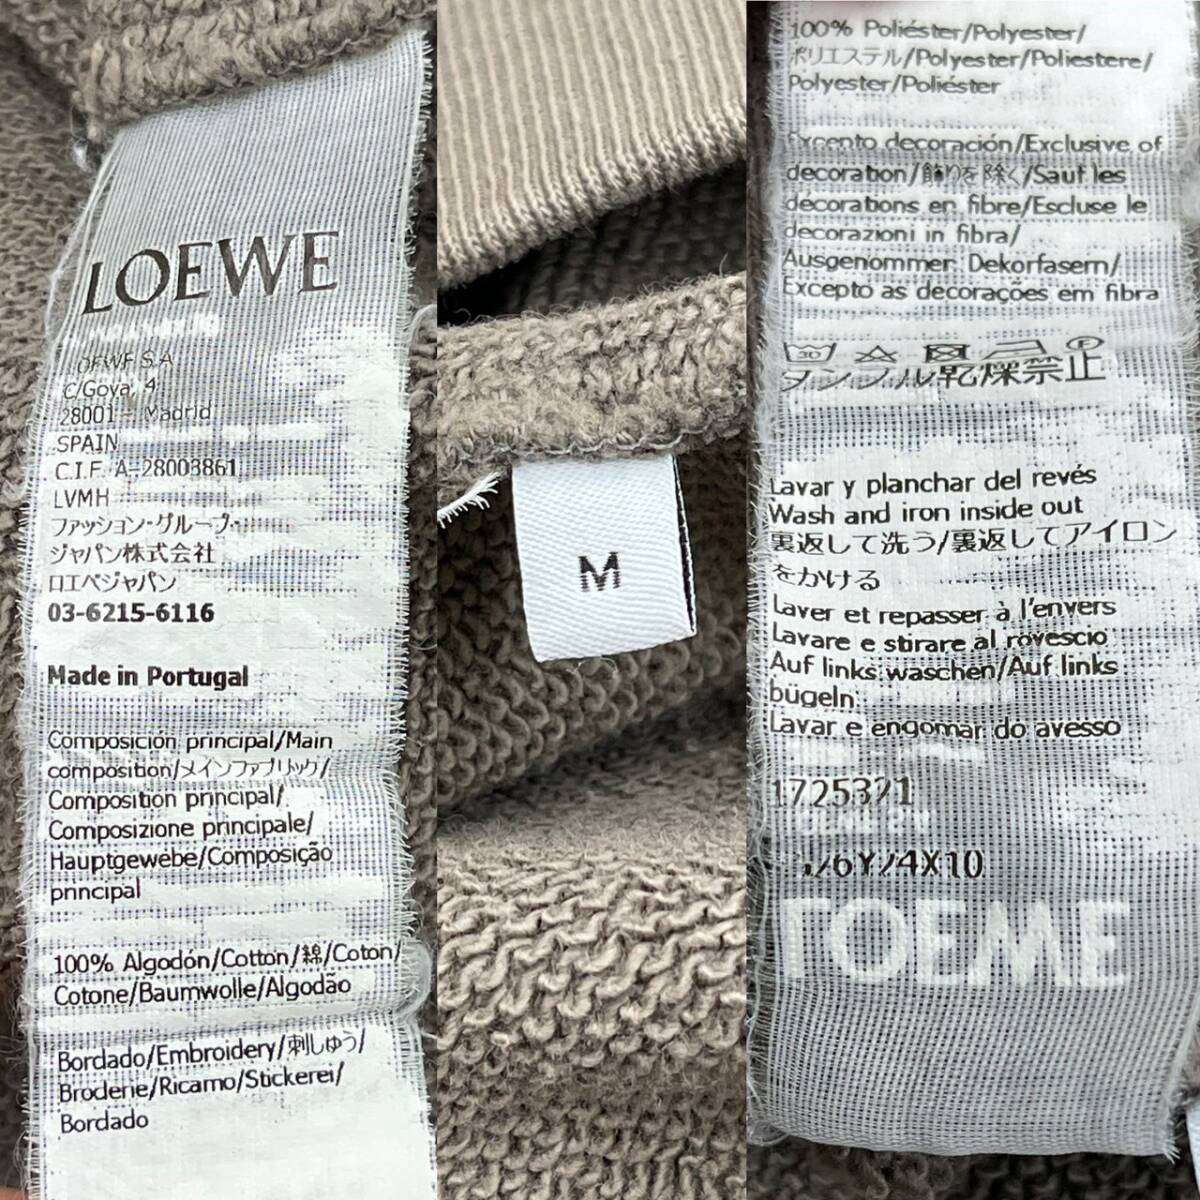 LOEWE
LOEWE S.A
C/Goya, 4
28001 - Madrid
SPAIN
C.I.F. A-28003861
LVMH
ファッション・グループ・
ジャパン株式会社
ロエベジャパン
03-6215-6116
Made in Portugal
Composición principal/Main
composition/メインファブリック/
Composition principal/
Composizione principale/
Hauptgewebe/Composição
principal
100% Algodón/Cotton/綿/Coton/
Cotone/Baumwolle/Algodão
Bordado/Embroidery/刺しゅう/
Broderie/Ricamo/Stickerei/
Bordado
M
100% Poliéster/Polyester/
ポリエステル/Polyester/Poliestere/
Polyester/Poliéster
Excepto decoración/Exclusive of
decoration/飾りを除く/Sauf les
décorations en fibre/Escluse le
decorazioni in fibra/
Ausgenommer Dekorfasern/
Excepto as decorações em fibra
30 P
タンブル乾燥禁止
Lavar y planchar del revés
Wash and iron inside out
裏返して洗う/裏返してアイロン
をかける
Laver et repasser à l'envers
Lavare e stirare al rovescio
Auf links waschen/Auf links
bügeln
Lavar e engomar do avesso
1725321
/6Y/4X10